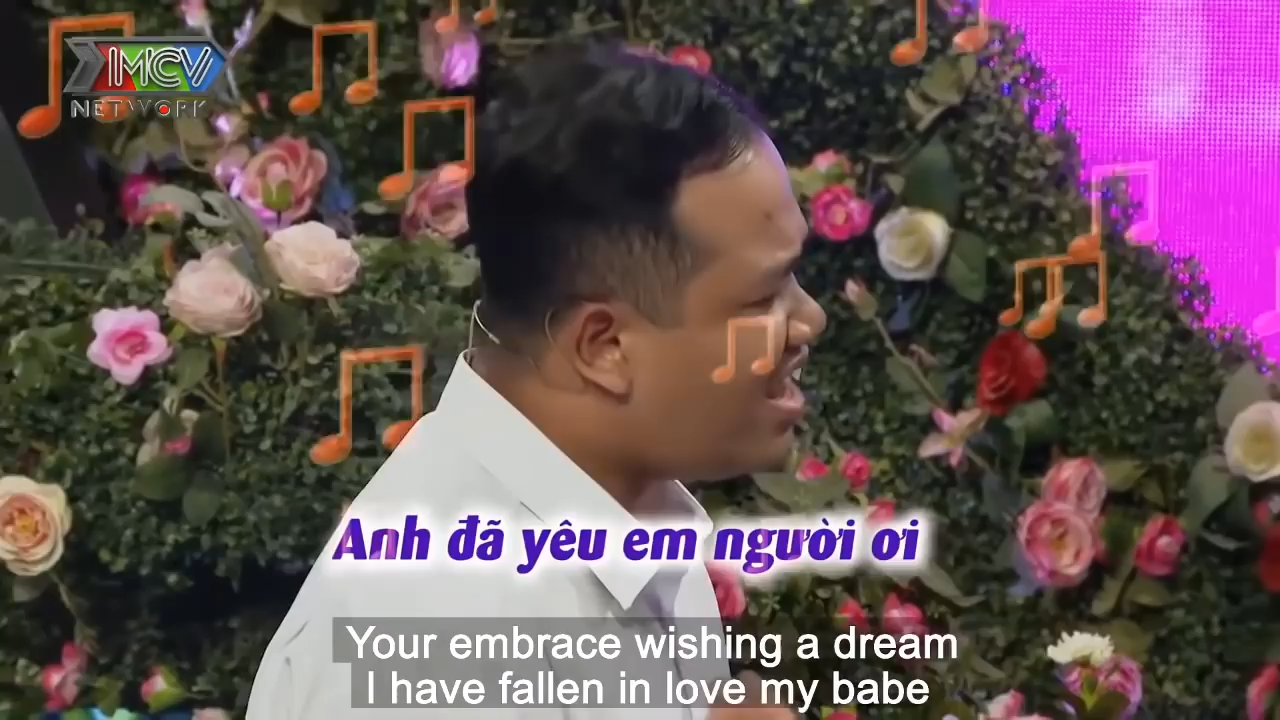 MCV
NETWORK
Anh đã yêu em người ơi
Your embrace wishing a dream
I have fallen in love my babe